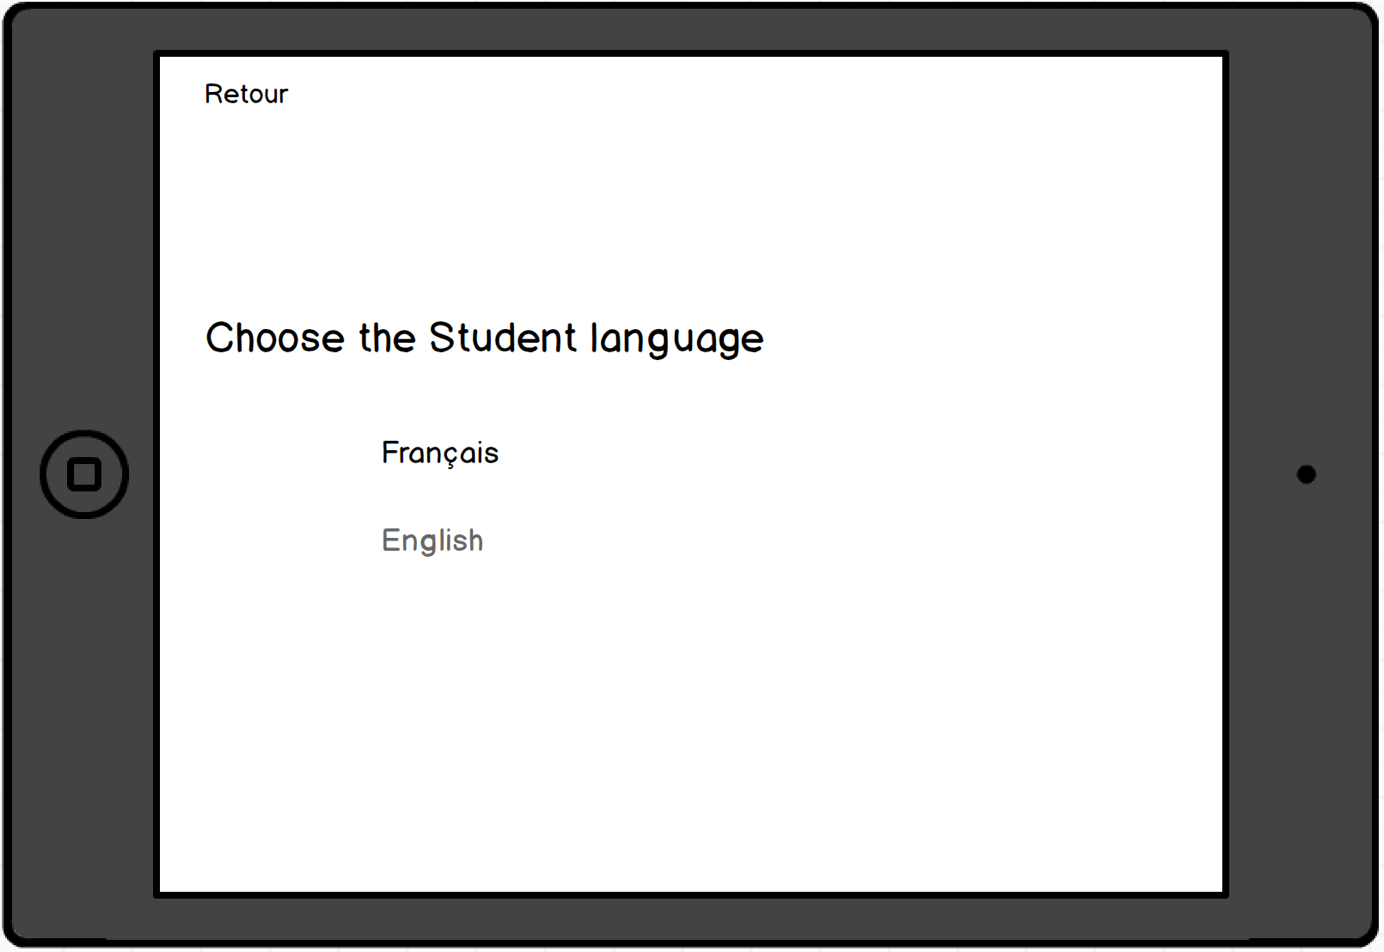 Retour
Choose the Student language
Français
English